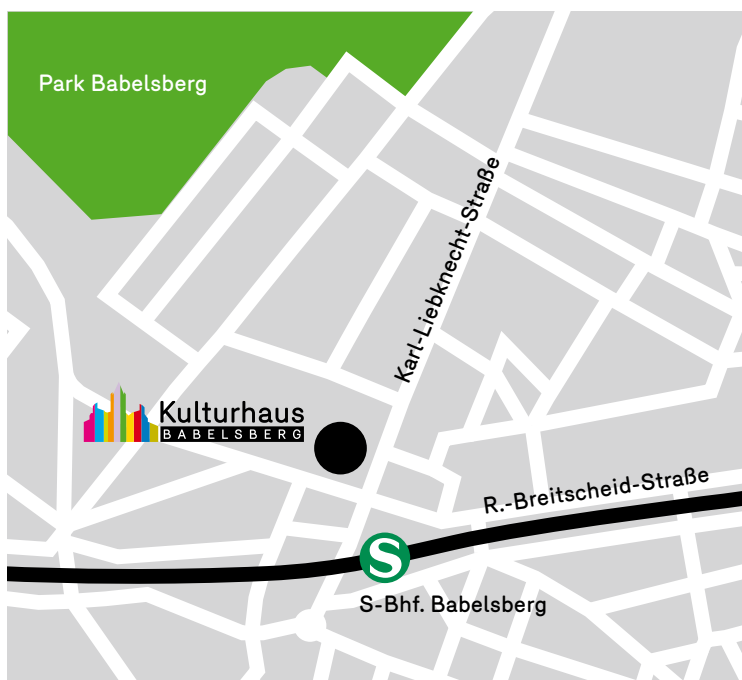 Park Babelsberg
Karl-Liebknecht-Straße
Kulturhaus
BABELSBERG
R.-Breitscheid-Straße
S
S-Bhf. Babelsberg